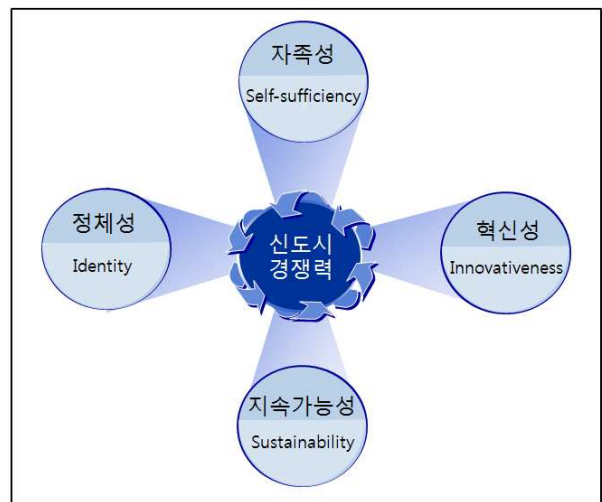 자족성
Self-sufficiency
정체성
Identity
신도시
경쟁력
혁신성
Innovativeness
지속가능성
Sustainability